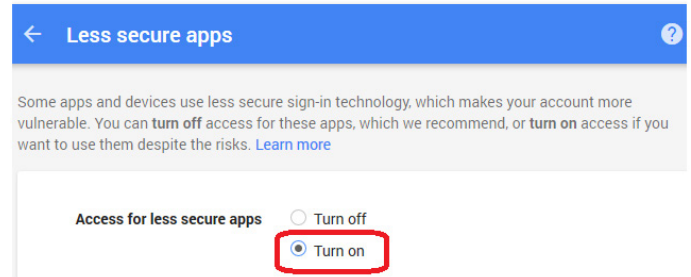 Less secure apps
Some apps and devices use less secure sign-in technology, which makes your account more
vulnerable. You can turn off access for these apps, which we recommend, or turn on access if you
want to use them despite the risks. Learn more
Access for less secure apps
Turn off
Turn on